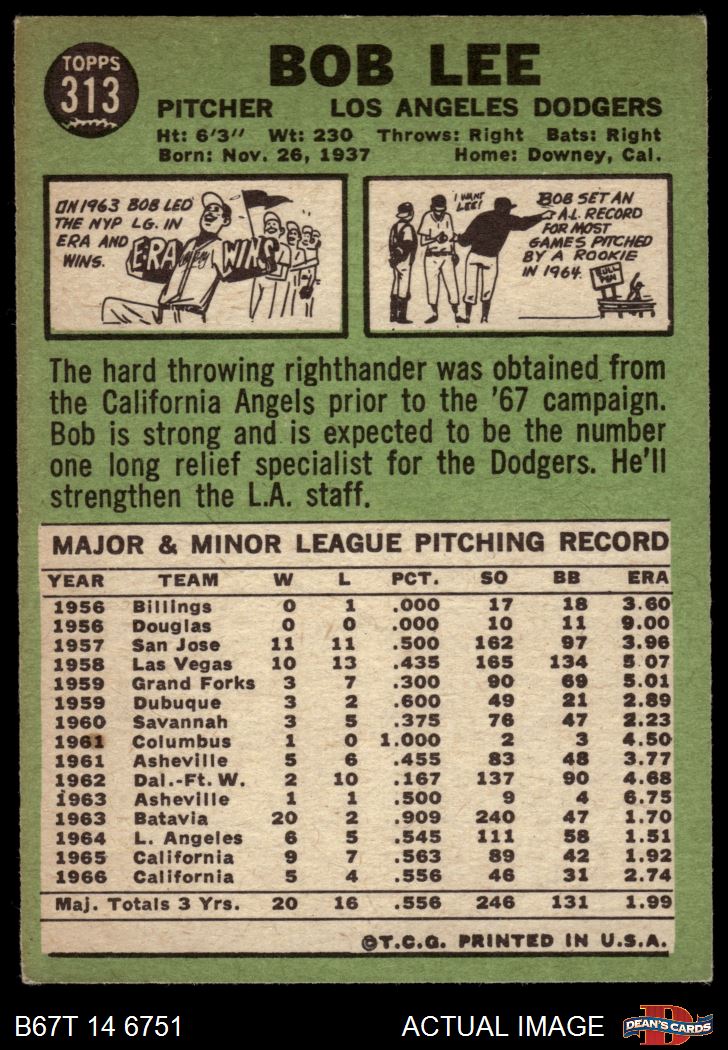 TOPPS
313
BOB LEE
PITCHER LOS ANGELES DODGERS
Ht: 6'3" Wt: 230 Throws: Right Bats: Right
Born: Nov. 26, 1937 Home: Downey, Cal.
IN 1963 BOB LED
THE NYP LG. IN
ERA AND
WINS.
ERA
WINS
I WANT
LEE!
BOB SET AN
A.L. RECORD
FOR MOST
GAMES PITCHED
BY A ROOKIE
IN 1964.
BULL
PEN
The hard throwing righthander was obtained from
the California Angels prior to the '67 campaign.
Bob is strong and is expected to be the number
one long relief specialist for the Dodgers. He'll
strengthen the L.A. staff.
MAJOR & MINOR LEAGUE PITCHING RECORD
YEAR TEAM W L PCT. SO BB ERA
1956 Billings 0 1 .000 17 18 3.60
1956 Douglas 0 0 .000 10 11 9.00
1957 San Jose 11 11 .500 162 97 3.96
1958 Las Vegas 10 13 .435 165 134 5.07
1959 Grand Forks 3 7 .300 90 69 5.01
1959 Dubuque 3 2 .600 49 21 2.89
1960 Savannah 3 5 .375 76 47 2.23
1961 Columbus 1 0 1.000 2 3 4.50
1961 Asheville 5 6 .455 83 48 3.77
1962 Dal.-Ft. W. 2 10 .167 137 90 4.68
1963 Asheville 1 1 .500 9 4 6.75
1963 Batavia 20 2 .909 240 47 1.70
1964 L. Angeles 6 5 .545 111 58 1.51
1965 California 9 7 .563 89 42 1.92
1966 California 5 4 .556 46 31 2.74
Maj. Totals 3 Yrs. 20 16 .556 246 131 1.99
©T.C.G. PRINTED IN U.S.A.
B67T 14 6751 ACTUAL IMAGE
D
DEAN'S CARDS